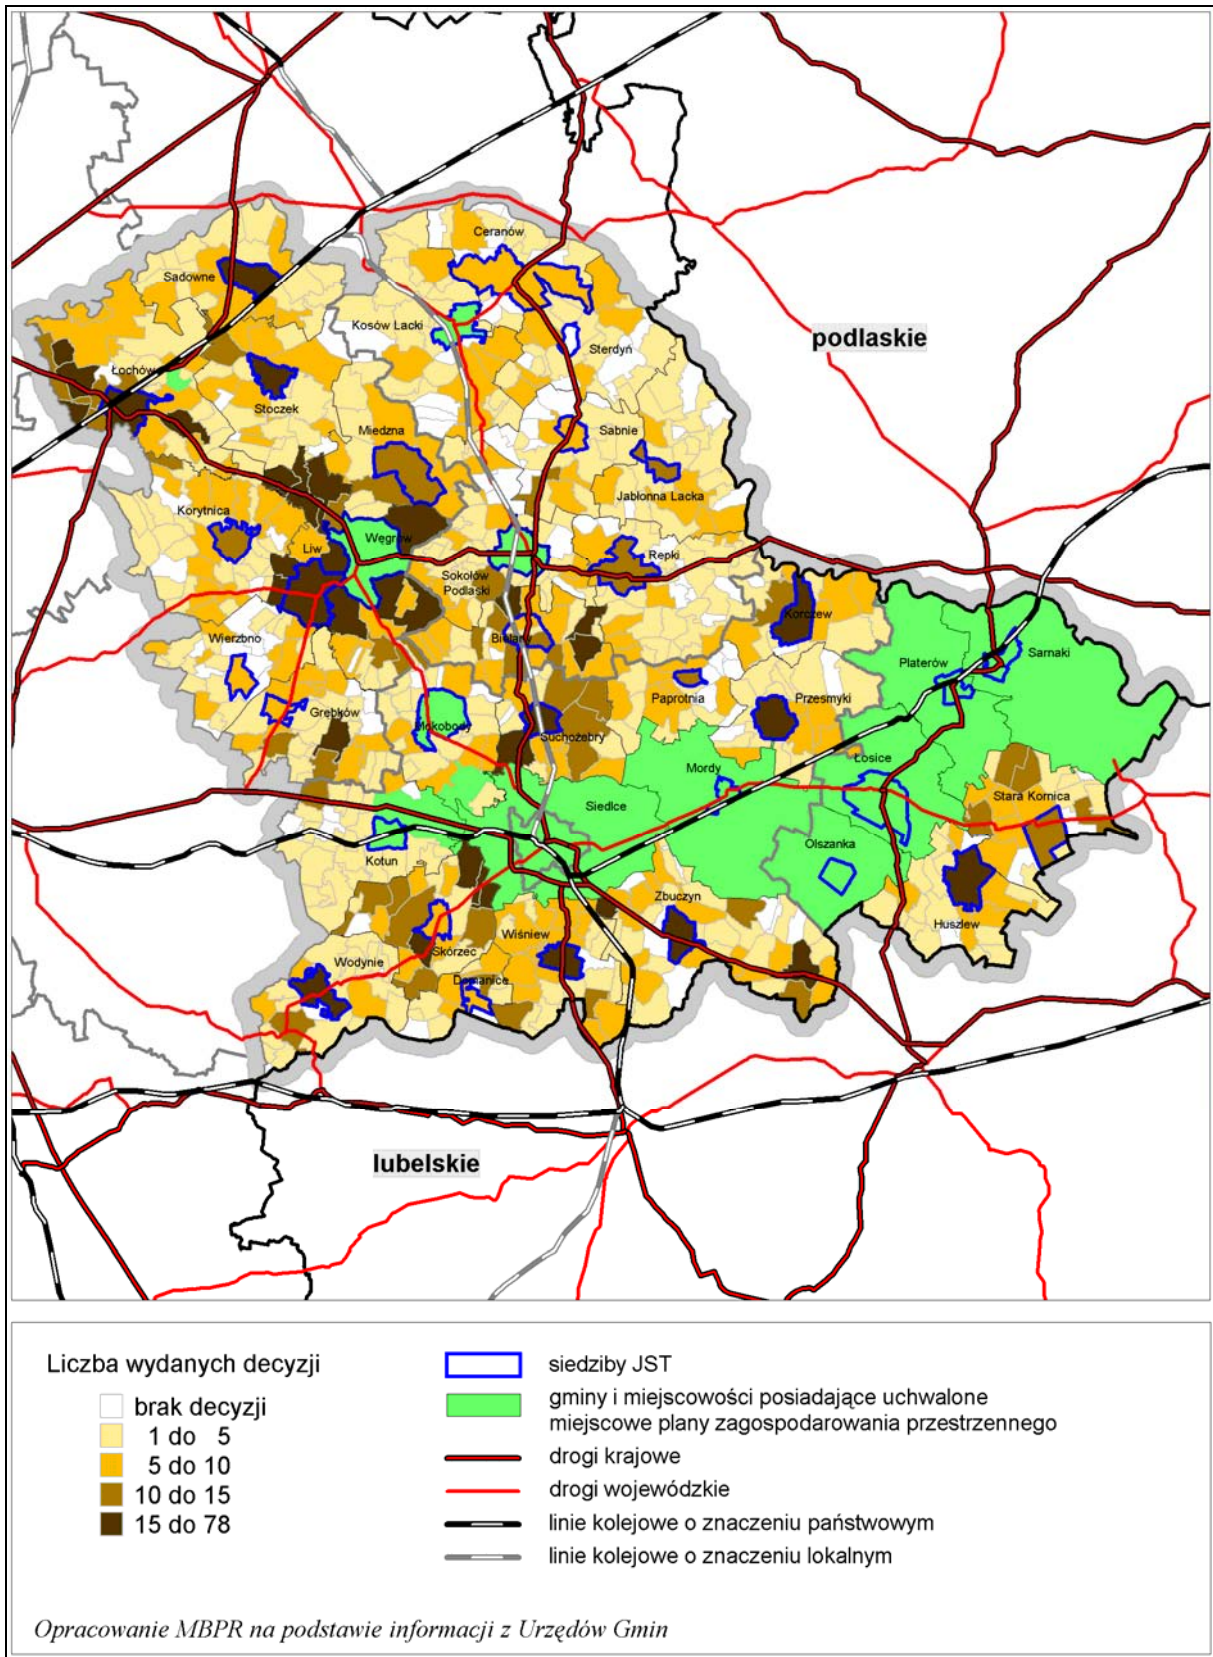 Ceranów
Sadowne
Kosów Lacki
podlaskie
Sterdyń
Łochów
Stoczek
Miedzna
Sabnie
Jabłonna Lacka
Korytnica
Węgrów
Liw
Repki
Sokołów
Podlaski
Korczew
Bielany
Wierzbno
Platerów
Sarnaki
Paprotnia
Przesmyki
Grębków
Mokobody
Suchożebry
Mordy
Łosice
Stara Kornica
Siedlce
Olszanka
Kotuń
Zbuczyn
Huszlew
Wiśniew
Skórzec
Wodynie
Domanice
lubelskie
Liczba wydanych decyzji
brak decyzji
1 do 5
5 do 10
10 do 15
15 do 78
siedziby JST
gminy i miejscowości posiadające uchwalone
miejscowe plany zagospodarowania przestrzennego
drogi krajowe
drogi wojewódzkie
linie kolejowe o znaczeniu państwowym
linie kolejowe o znaczeniu lokalnym
Opracowanie MBPR na podstawie informacji z Urzędów Gmin